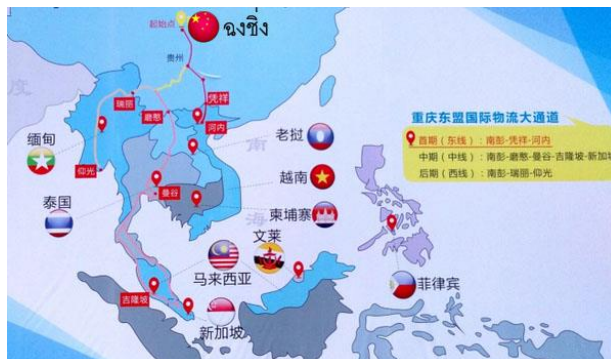 起始点
ฉงชิ่ง
贵州
凭祥
瑞丽
磨憨
河内
度
南
海
缅甸
老挝
仰光
越南
泰国
曼谷
柬埔寨
文莱
马来西亚
吉隆坡
新加坡
菲律宾
重庆东盟国际物流大通道
首期（东线）：南彭-凭祥-河内
中期（中线）：南彭-磨憨-曼谷-吉隆坡-新加坡
后期（西线）：南彭-瑞丽-仰光